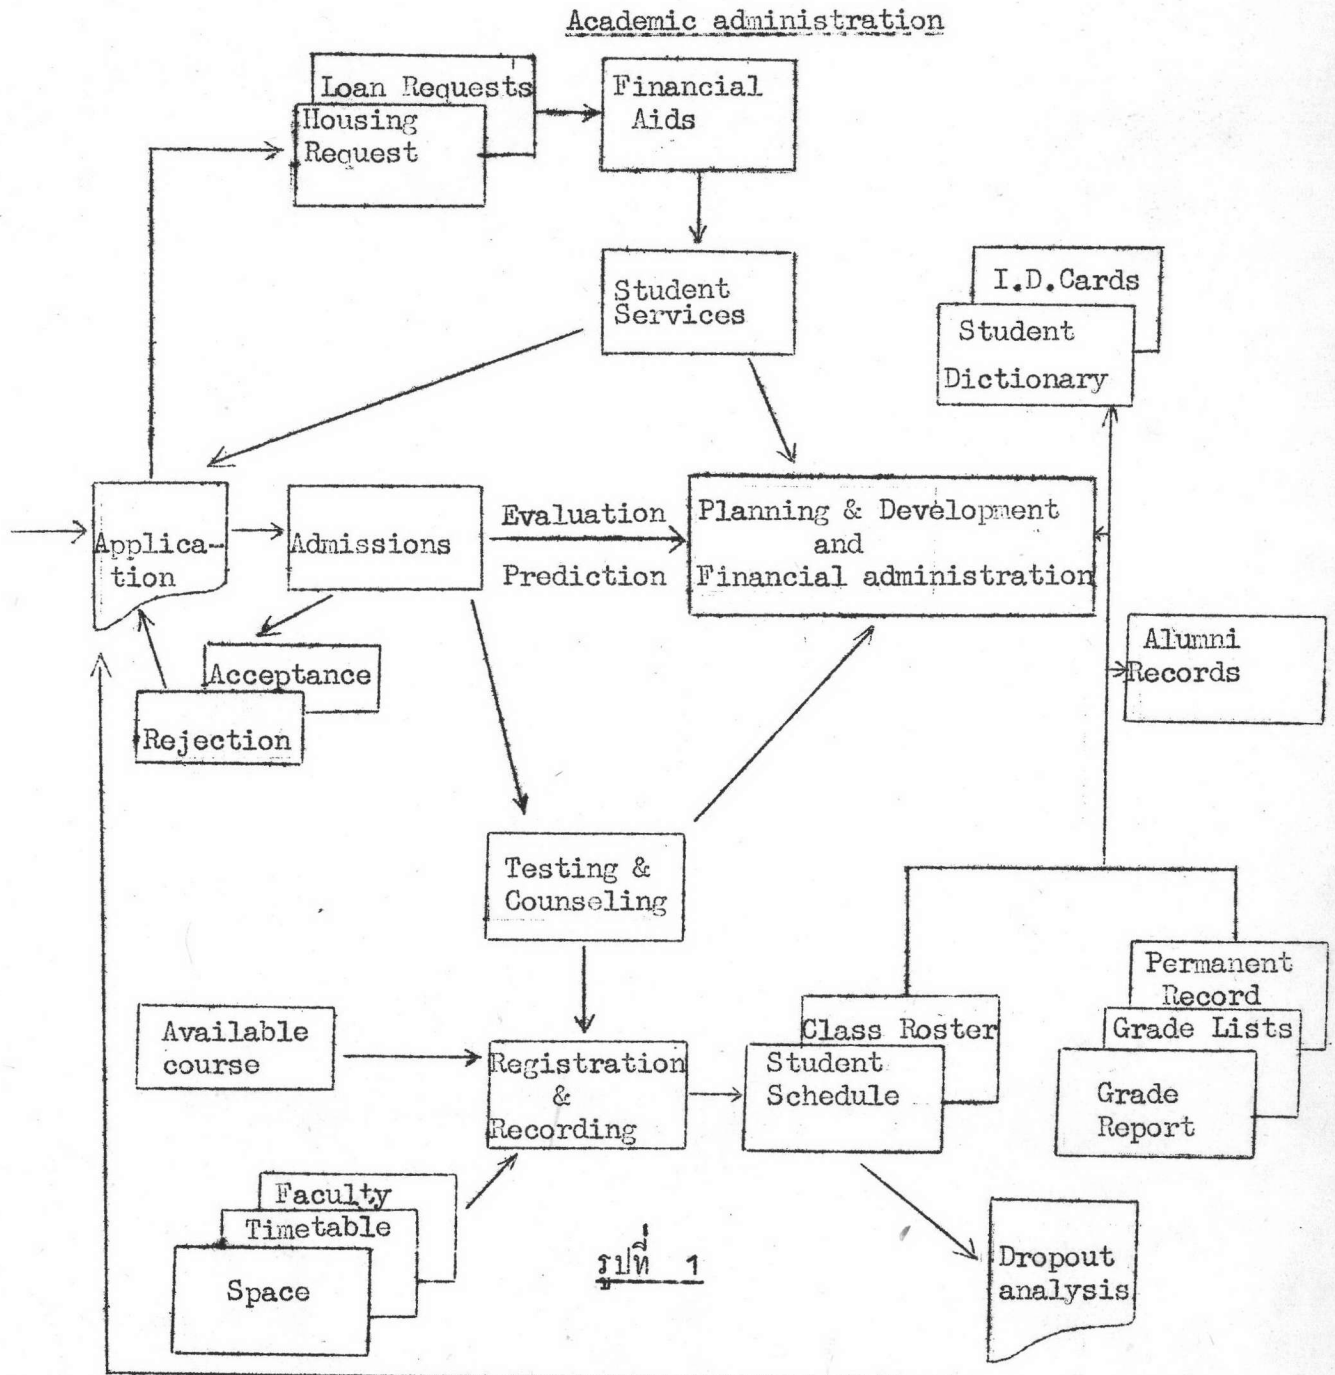 Academic administration
Loan Requests
Housing
Request
Financial
Aids
Student
Services
I.D.Cards
Student
Dictionary
Applica-
tion
Admissions
Evaluation
Prediction
Planning & Development
and
Financial administration
Acceptance
Rejection
Alumni
Records
Testing &
Counseling
Available
course
Registration
&
Recording
Class Roster
Student
Schedule
Permanent
Record
Grade Lists
Grade
Report
Faculty
Timetable
Space
รูปที่ 1
Dropout
analysis